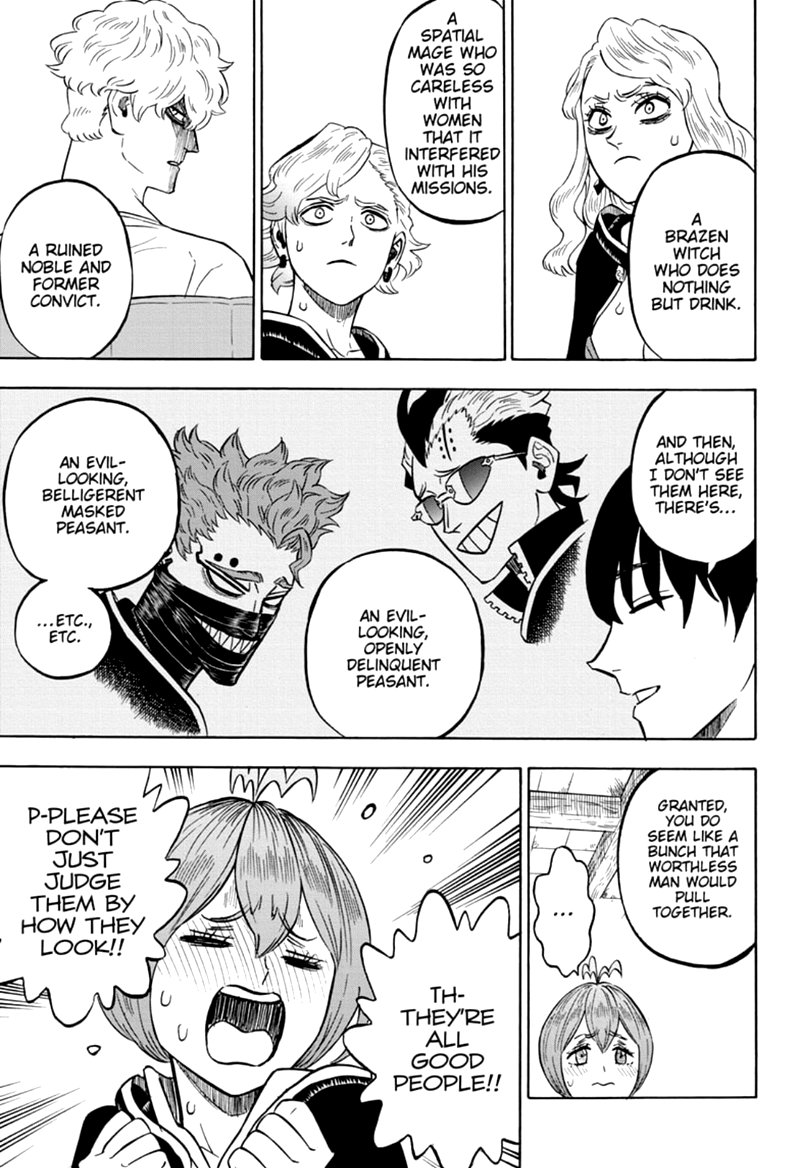 A
BRAZEN
WITCH
WHO DOES
NOTHING
BUT DRINK.
A
SPATIAL
MAGE WHO
WAS SO
CARELESS
WITH
WOMEN
THAT IT
INTERFERED
WITH HIS
MISSIONS.
A RUINED
NOBLE AND
FORMER
CONVICT.
AND THEN,
ALTHOUGH
I DON'T SEE
THEM HERE,
THERE'S...
AN EVIL-
LOOKING,
OPENLY
DELINQUENT
PEASANT.
AN EVIL-
LOOKING,
BELLIGERENT
MASKED
PEASANT.
...ETC.,
ETC.
GRANTED,
YOU DO
SEEM LIKE A
BUNCH THAT
WORTHLESS
MAN WOULD
PULL
TOGETHER.
...
P-PLEASE
DON'T
JUST
JUDGE
THEM BY
HOW THEY
LOOK!!
TH-
THEY'RE
ALL
GOOD
PEOPLE!!